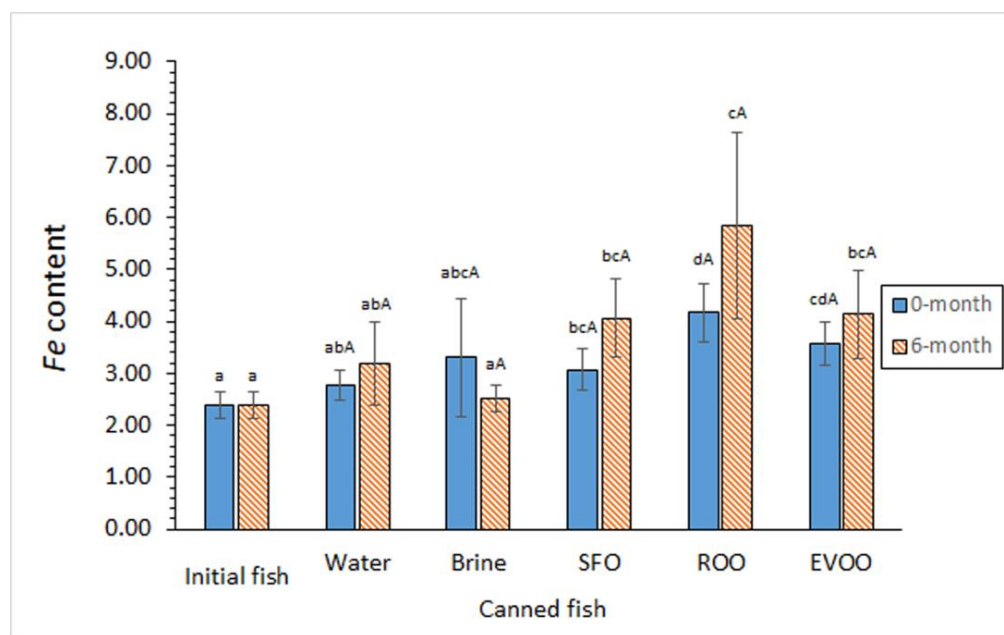 9.00
8.00
7.00
6.00
5.00
4.00
3.00
2.00
1.00
0.00
Fe content
a a abA abA abcA aA bcA bcA dA cA cdA bcA
0-month
6-month
Initial fish Water Brine SFO ROO EVOO
Canned fish